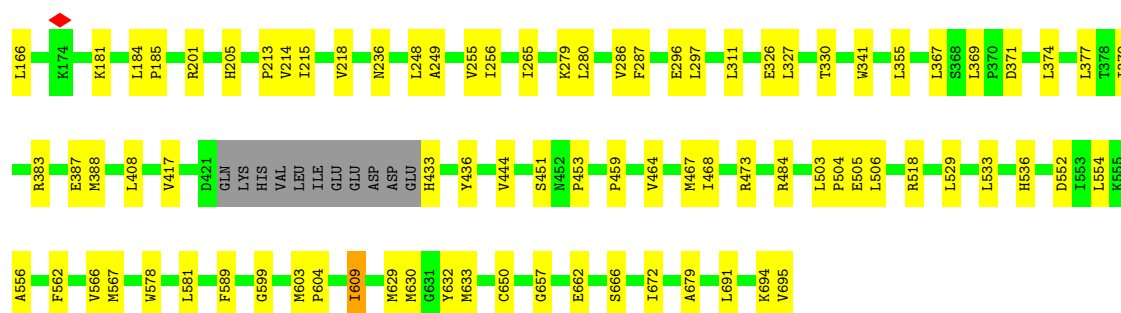 L166 K174 K181 L184 P185 R201 H205 P213 V214 I215 V218 N236 L248 A249 V255 I256 I265 K279 L280 V286 F287 E296 L297 L311 E326 L327 T330 W341 L355 L367 S368 L369 P370 D371 L374 L377 T378
R383 E387 M388 L408 V417 D421 GLN LYS HIS VAL LEU ILE GLU GLU ASP ASP GLU H433 Y436 V444 S451 N452 P453 P459 V464 M467 I468 R473 R484 L503 P504 E505 L506 R518 L529 L533 H536 D552 I553 L554 K555
A556 F562 V566 M567 W578 L581 F589 G599 M603 P604 I609 M629 M630 G631 Y632 M633 C650 G657 E662 S666 I672 A679 L691 K694 V695